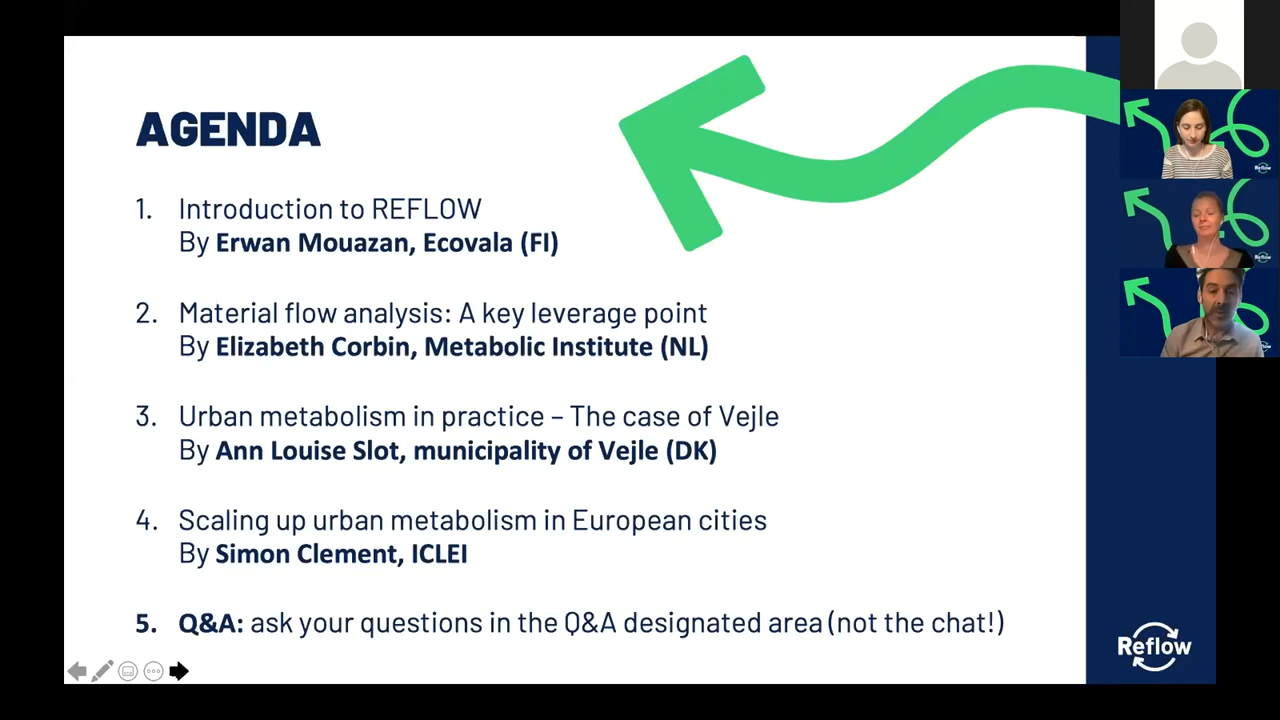 AGENDA
1. Introduction to REFLOW
By Erwan Mouazan, Ecovala (FI)
2. Material flow analysis: A key leverage point
By Elizabeth Corbin, Metabolic Institute (NL)
3. Urban metabolism in practice – The case of Vejle
By Ann Louise Slot, municipality of Vejle (DK)
4. Scaling up urban metabolism in European cities
By Simon Clement, ICLEI
5. Q&A: ask your questions in the Q&A designated area (not the chat!)
Reflow
Reflow
Reflow
Reflow